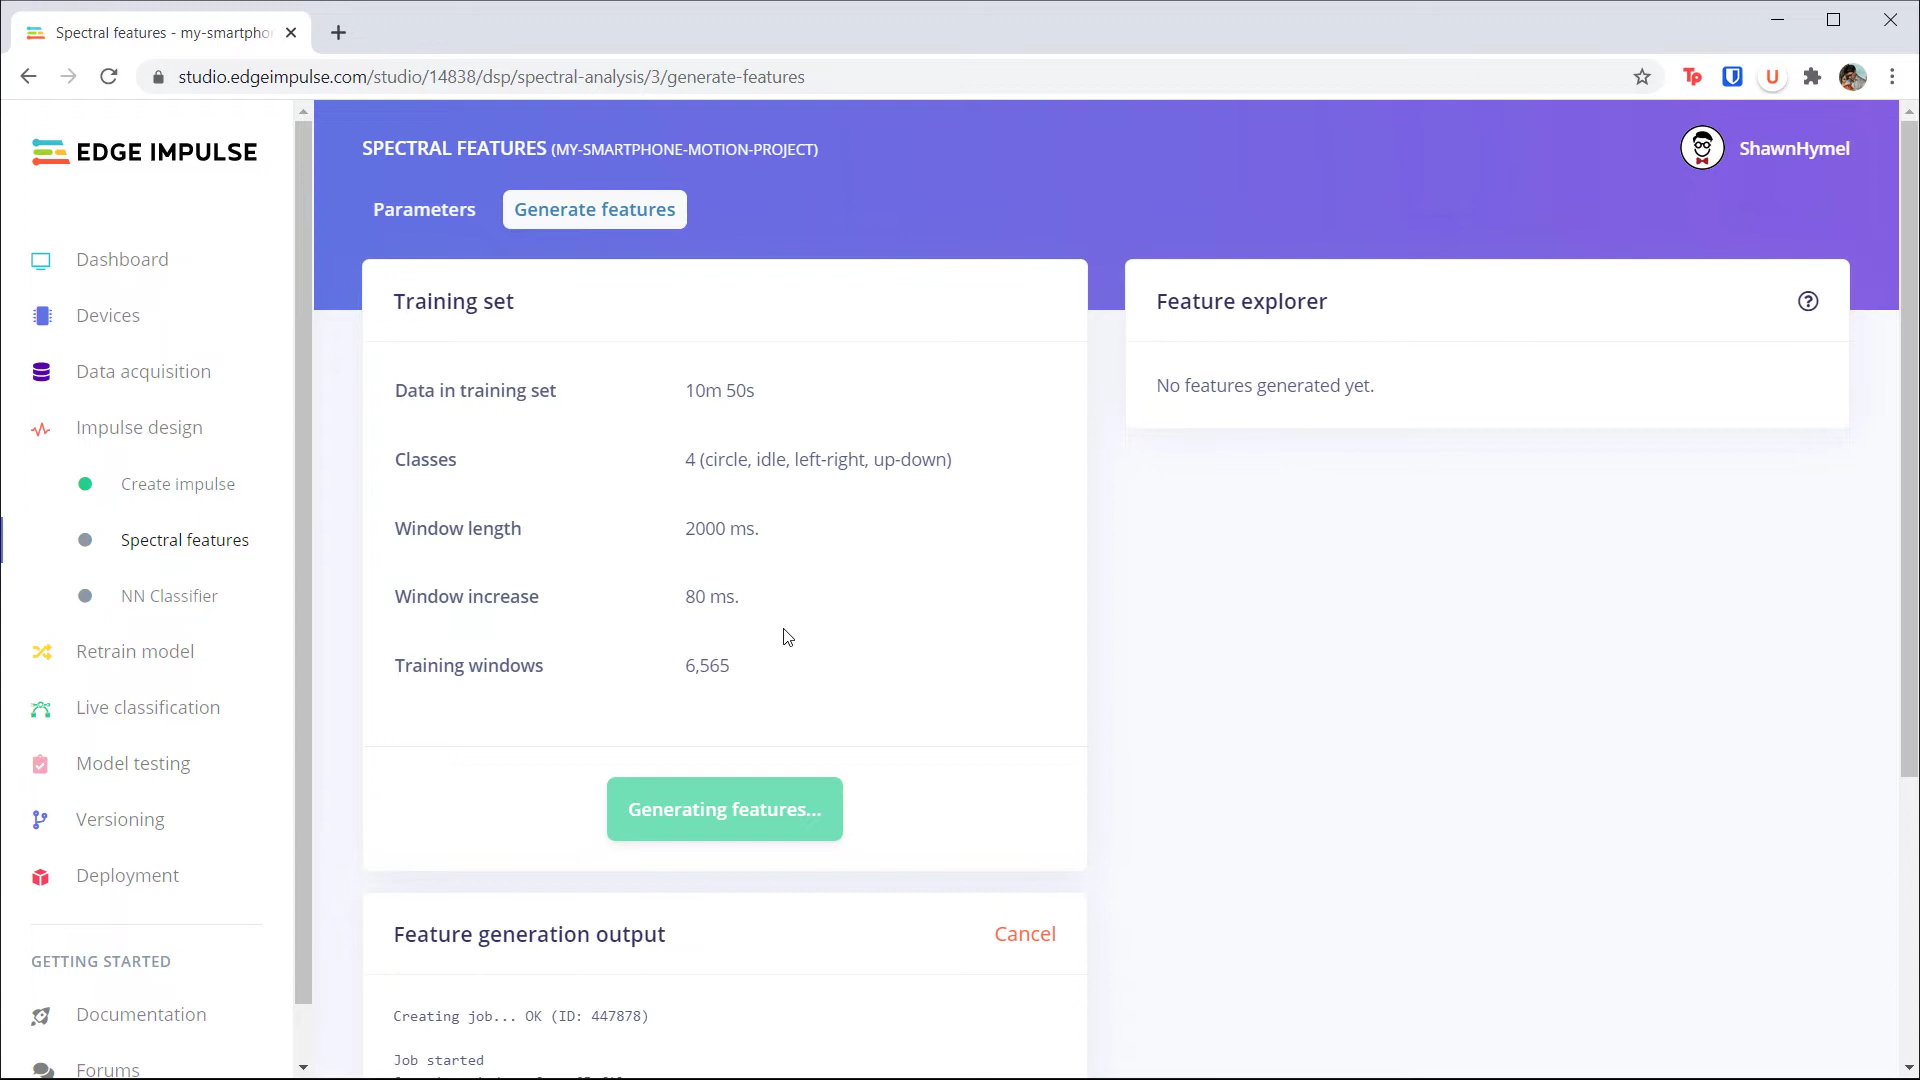 Spectral features - my-smartpho
studio.edgeimpulse.com/studio/14838/dsp/spectral-analysis/3/generate-features
Tp
U
EDGE IMPULSE
Dashboard
Devices
Data acquisition
Impulse design
Create impulse
Spectral features
NN Classifier
Retrain model
Live classification
Model testing
Versioning
Deployment
GETTING STARTED
Documentation
Forums
SPECTRAL FEATURES (MY-SMARTPHONE-MOTION-PROJECT)
ShawnHymel
Parameters
Generate features
Training set
Data in training set 10m 50s
Classes 4 (circle, idle, left-right, up-down)
Window length 2000 ms.
Window increase 80 ms.
Training windows 6,565
Generating features...
Feature generation output
Cancel
Creating job... OK (ID: 447878)
Job started
Feature explorer
?
No features generated yet.